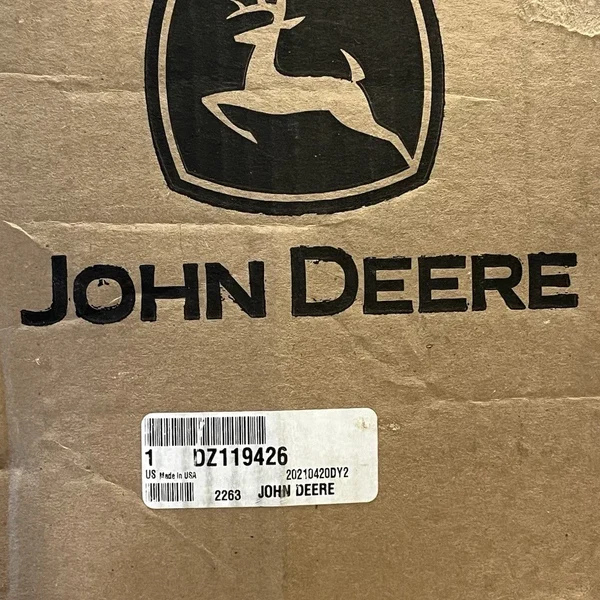 JOHN DEERE
1 DZ119426
US Made in USA 20210420DY2
2263 JOHN DEERE